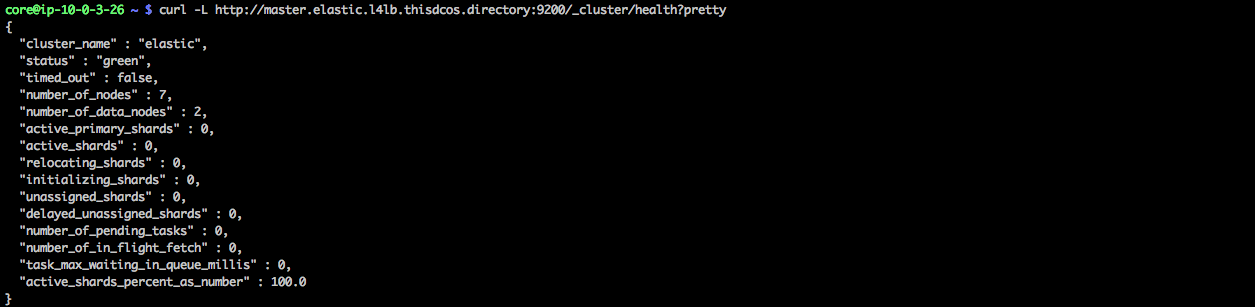 core@ip-10-0-3-26 ~ $ curl -L http://master.elastic.l4lb.thisdcos.directory:9200/_cluster/health?pretty
{
  "cluster_name" : "elastic",
  "status" : "green",
  "timed_out" : false,
  "number_of_nodes" : 7,
  "number_of_data_nodes" : 2,
  "active_primary_shards" : 0,
  "active_shards" : 0,
  "relocating_shards" : 0,
  "initializing_shards" : 0,
  "unassigned_shards" : 0,
  "delayed_unassigned_shards" : 0,
  "number_of_pending_tasks" : 0,
  "number_of_in_flight_fetch" : 0,
  "task_max_waiting_in_queue_millis" : 0,
  "active_shards_percent_as_number" : 100.0
}